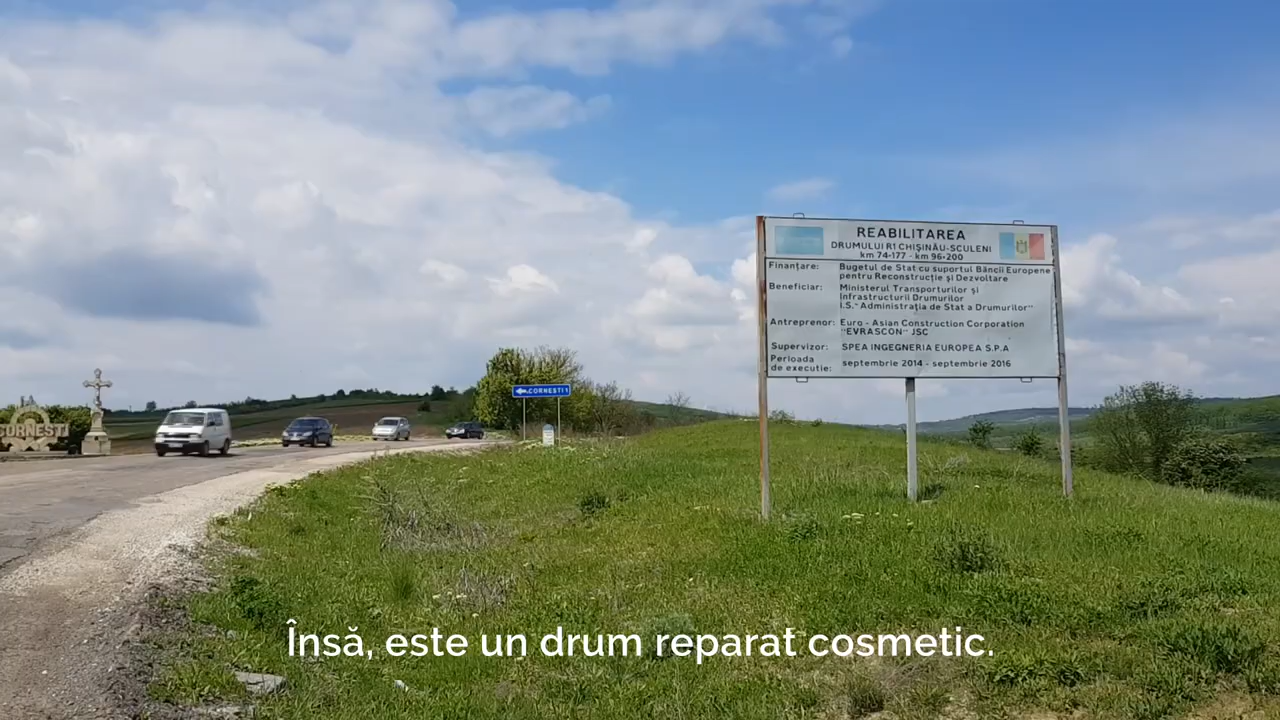 REABILITAREA
DRUMULUI R1 CHIȘINĂU-SCULENI
km 74-177 - km 96-200
Finanțare: Bugetul de Stat cu suportul Băncii Europene
pentru Reconstrucție și Dezvoltare
Beneficiar: Ministerul Transporturilor și
Infrastructurii Drumurilor
I.S."Administrația de Stat a Drumurilor"
Antreprenor: Euro - Asian Construction Corporation
"EVRASCON" JSC
Supervizor: SPEA INGEGNERIA EUROPEA S.P.A
Perioada
de executie: septembrie 2014 - septembrie 2016
CORNESTI 1
CORNEȘTI
Însă, este un drum reparat cosmetic.